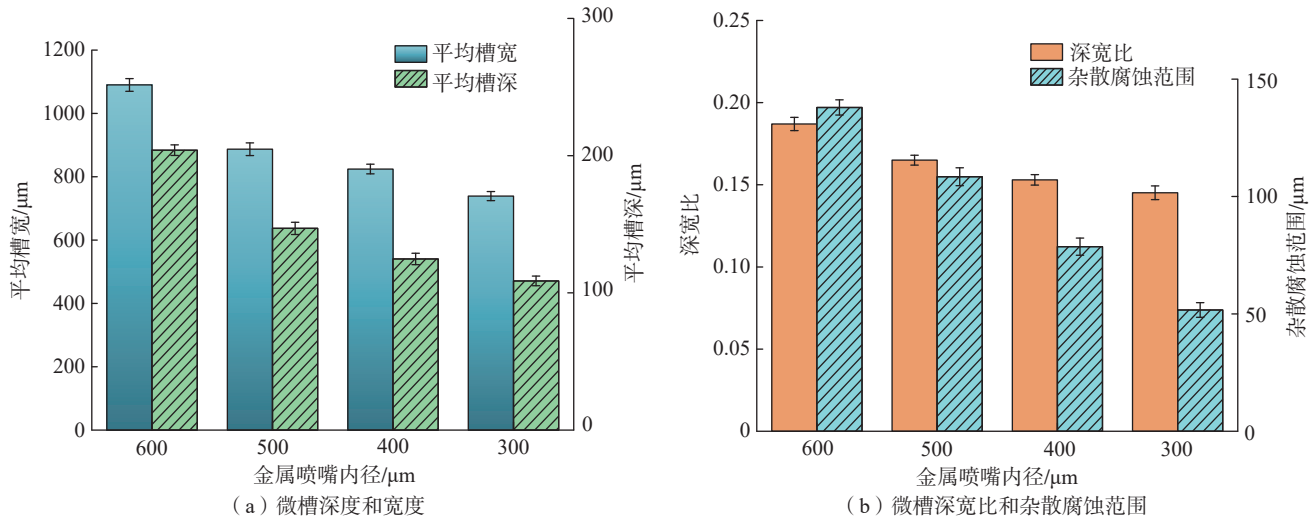 平均槽宽
平均槽深
平均槽宽/μm
1200
1000
800
600
400
200
0
300
200
100
0
平均槽深/μm
600 500 400 300
金属喷嘴内径/μm
（a）微槽深度和宽度
深宽比
杂散腐蚀范围
深宽比
0.25
0.20
0.15
0.10
0.05
0
150
100
50
0
杂散腐蚀范围/μm
600 500 400 300
金属喷嘴内径/μm
（b）微槽深宽比和杂散腐蚀范围